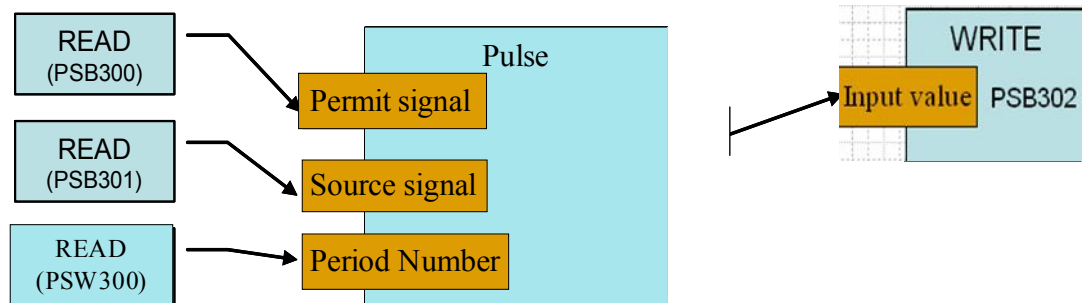 READ
(PSB300)
READ
(PSB301)
READ
(PSW300)
Pulse
Permit signal
Source signal
Period Number
WRITE
Input value
PSB302